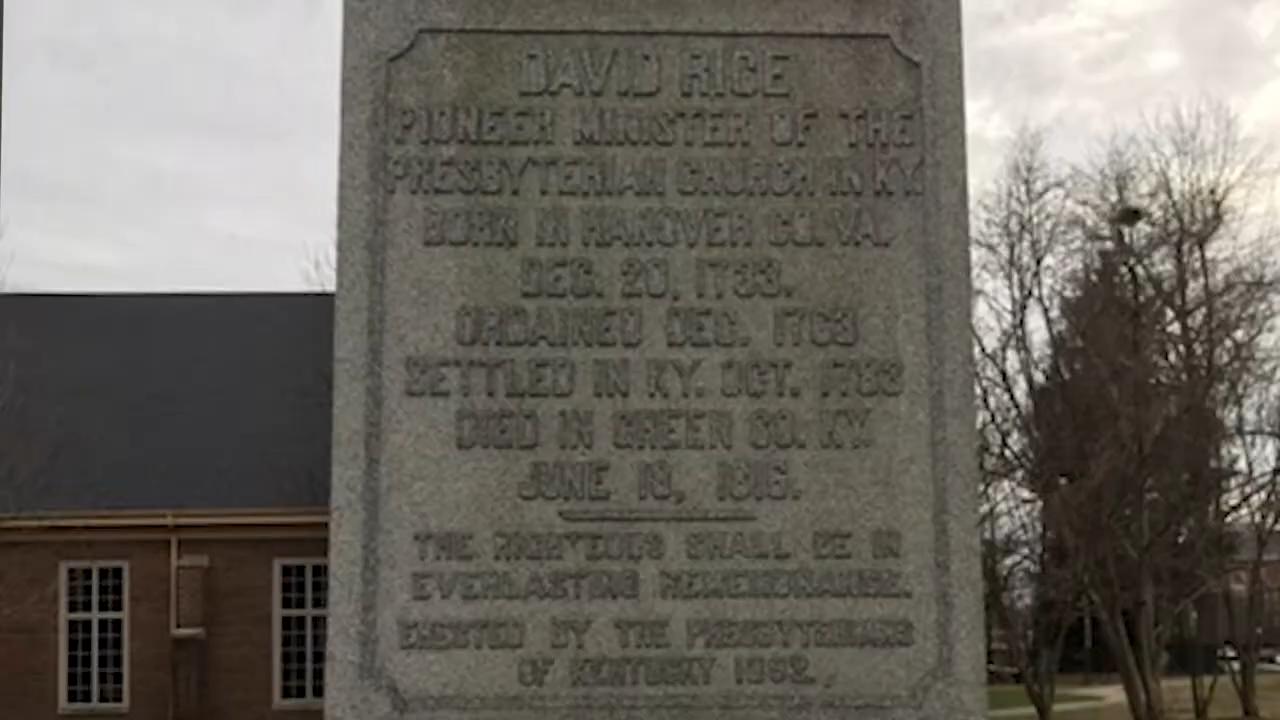 DAVID RICE
PIONEER MINISTER OF THE
PRESBYTERIAN CHURCH IN KY.
BORN IN HANOVER CO. VA.
DEC. 20, 1733.
ORDAINED DEC. 1763
SETTLED IN KY. OCT. 1783
DIED IN GREEN CO. KY.
JUNE 18, 1816.
THE RIGHTEOUS SHALL BE IN
EVERLASTING REMEMBRANCE.
ERECTED BY THE PRESBYTERIANS
OF KENTUCKY 1892.